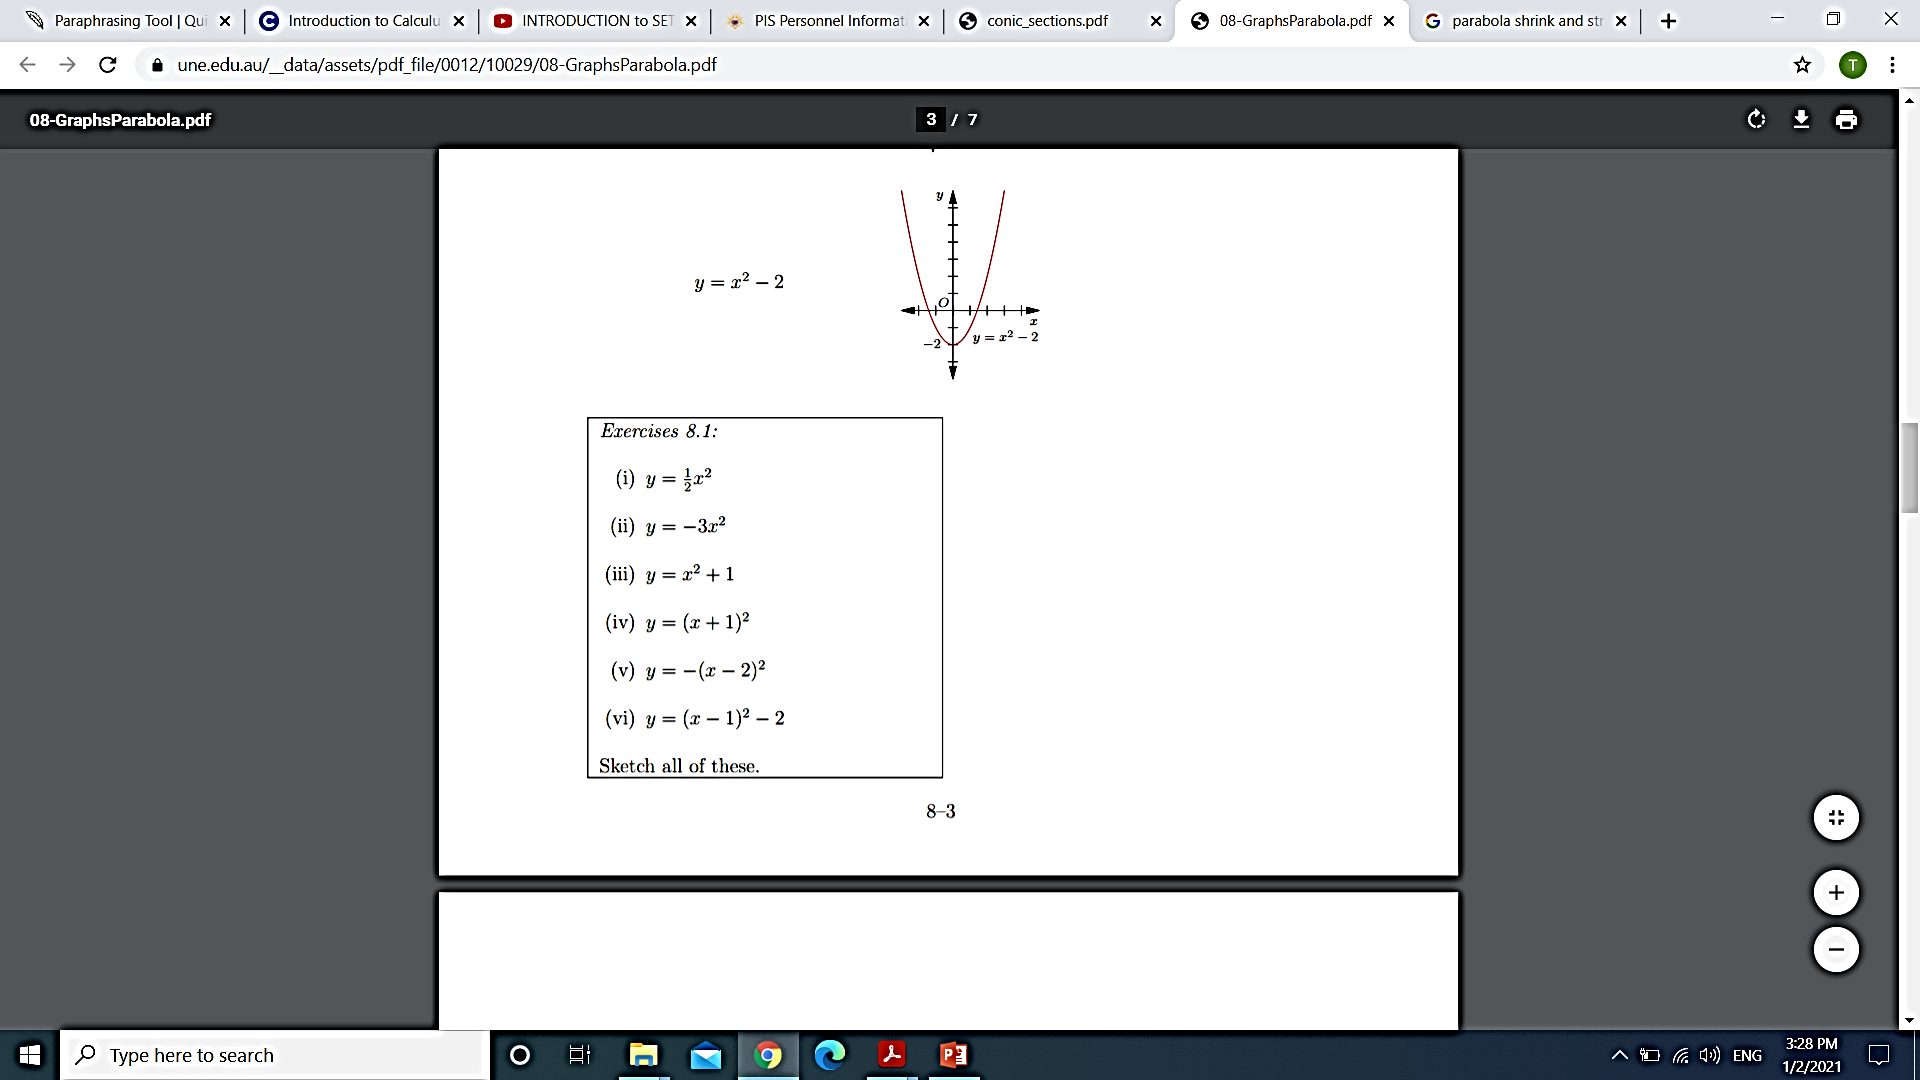 Paraphrasing Tool | Qui
Introduction to Calculu
INTRODUCTION to SET
PIS Personnel Informati
conic_sections.pdf
08-GraphsParabola.pdf
parabola shrink and str
une.edu.au/__data/assets/pdf_file/0012/10029/08-GraphsParabola.pdf
T
08-GraphsParabola.pdf
3 / 7
y
y = x² − 2
O
x
−2
y = x² − 2
Exercises 8.1:
(i) y = ½x²
(ii) y = −3x²
(iii) y = x² + 1
(iv) y = (x + 1)²
(v) y = −(x − 2)²
(vi) y = (x − 1)² − 2
Sketch all of these.
8–3
Type here to search
ENG
3:28 PM
1/2/2021